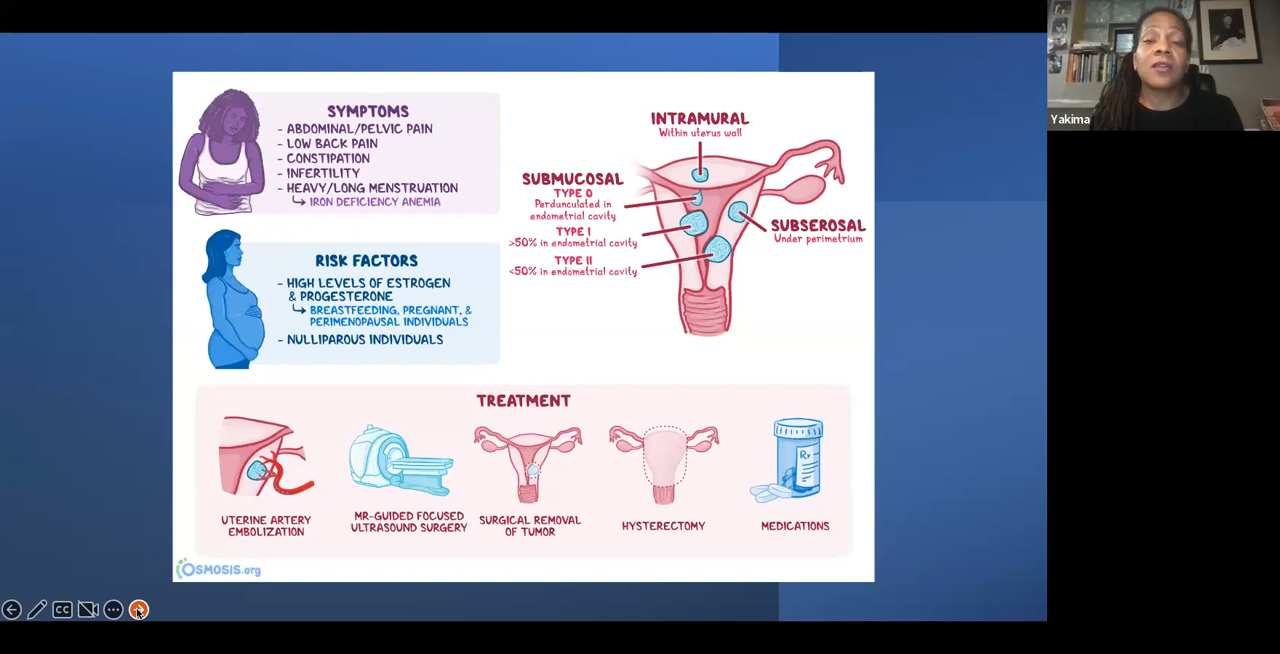 SYMPTOMS
- ABDOMINAL/PELVIC PAIN
- LOW BACK PAIN
- CONSTIPATION
- INFERTILITY
- HEAVY/LONG MENSTRUATION
IRON DEFICIENCY ANEMIA
RISK FACTORS
- HIGH LEVELS OF ESTROGEN
& PROGESTERONE
BREASTFEEDING, PREGNANT, &
PERIMENOPAUSAL INDIVIDUALS
- NULLIPAROUS INDIVIDUALS
INTRAMURAL
Within uterus wall
SUBMUCOSAL
TYPE 0
Perdunculated in
endometrial cavity
TYPE I
>50% in endometrial cavity
TYPE II
<50% in endometrial cavity
SUBSEROSAL
Under perimetrium
TREATMENT
UTERINE ARTERY
EMBOLIZATION
MR-GUIDED FOCUSED
ULTRASOUND SURGERY
SURGICAL REMOVAL
OF TUMOR
HYSTERECTOMY
Rx
MEDICATIONS
OSMOSIS.org
CC
Yakima